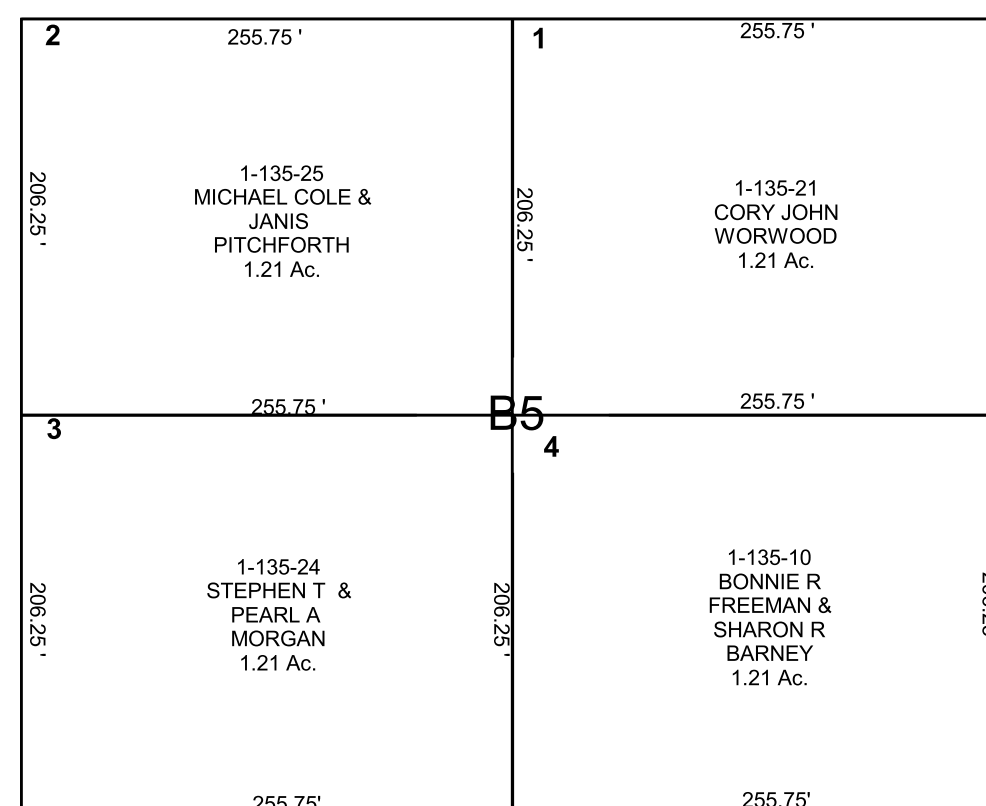 2
255.75 '
1
255.75 '
206.25 '
1-135-25
MICHAEL COLE &
JANIS
PITCHFORTH
1.21 Ac.
206.25 '
1-135-21
CORY JOHN
WORWOOD
1.21 Ac.
255.75 '
255.75 '
B5
3
4
206.25 '
1-135-24
STEPHEN T &
PEARL A
MORGAN
1.21 Ac.
206.25 '
1-135-10
BONNIE R
FREEMAN &
SHARON R
BARNEY
1.21 Ac.
255.75'
255.75'